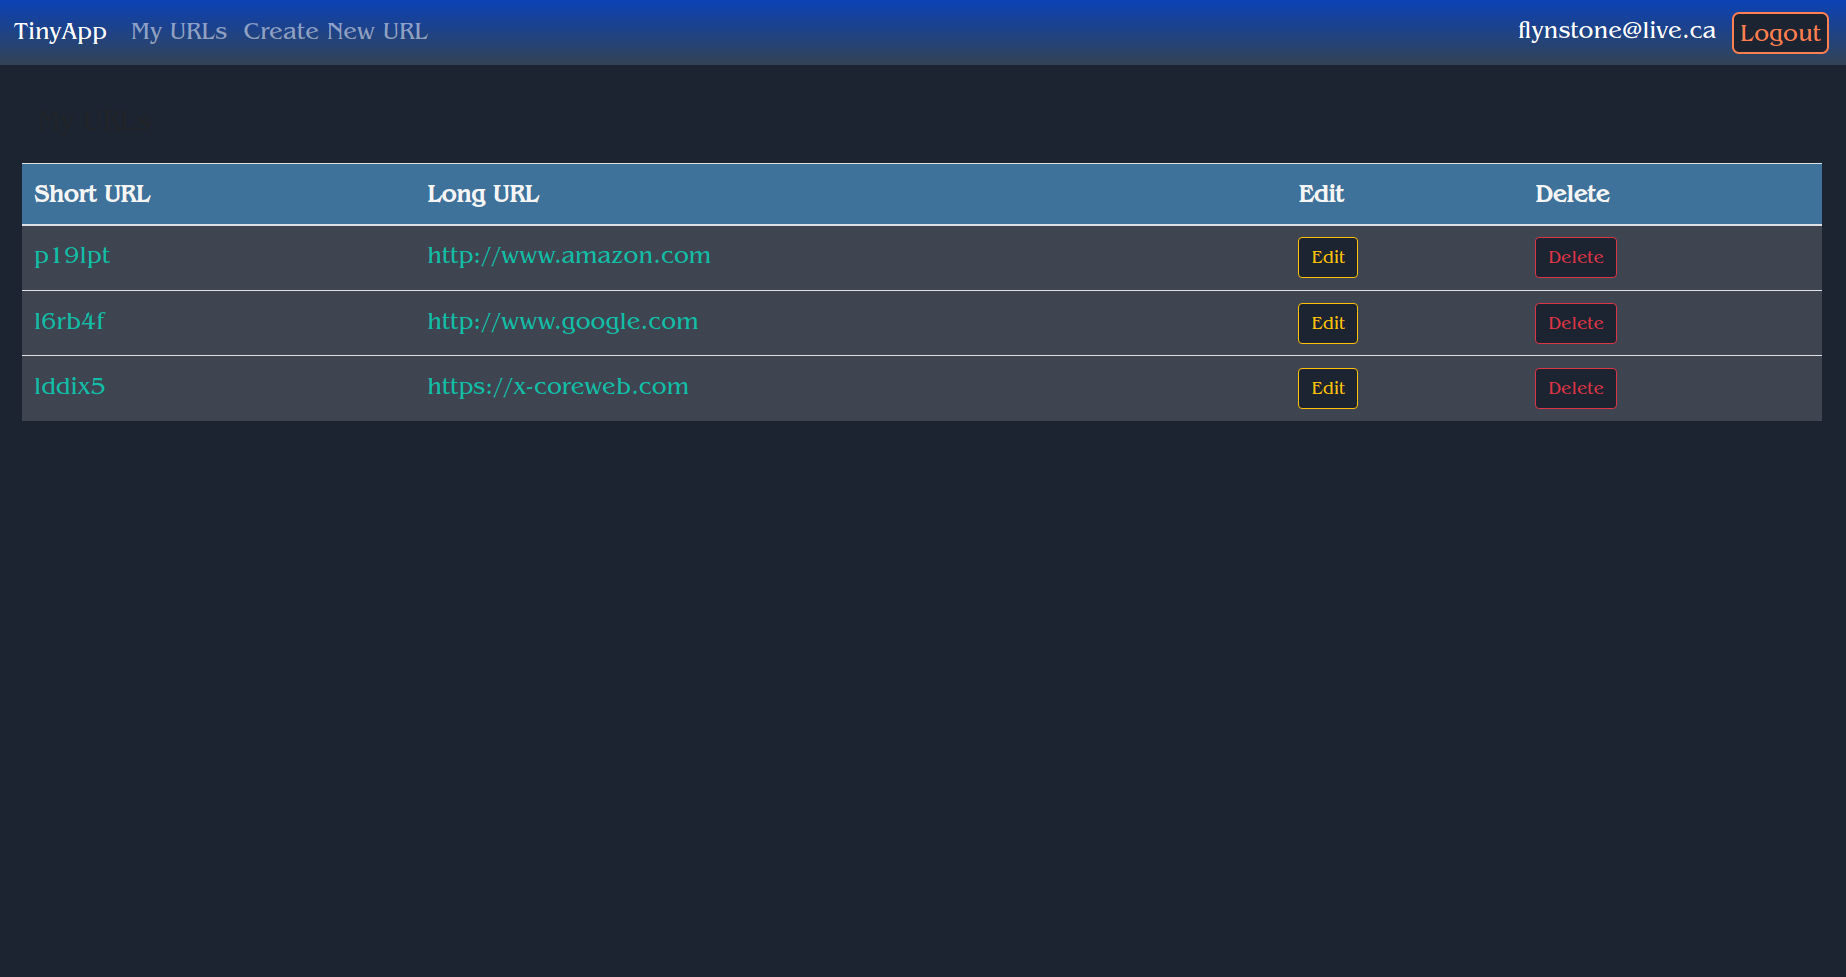 TinyApp My URLs Create New URL flynstone@live.ca Logout
Short URL Long URL Edit Delete
p19lpt http://www.amazon.com Edit Delete
l6rb4f http://www.google.com Edit Delete
lddix5 https://x-coreweb.com Edit Delete